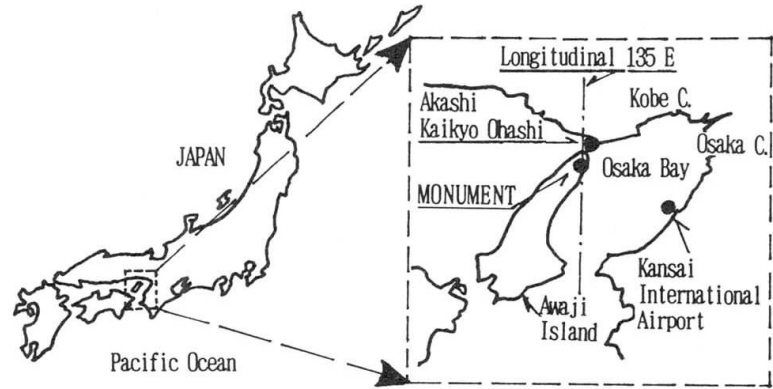 JAPAN
Pacific Ocean
Longitudinal 135 E
Akashi
Kaikyo Ohashi
Kobe C.
Osaka C.
MONUMENT
Osaka Bay
Kansai
International
Airport
Awaji
Island